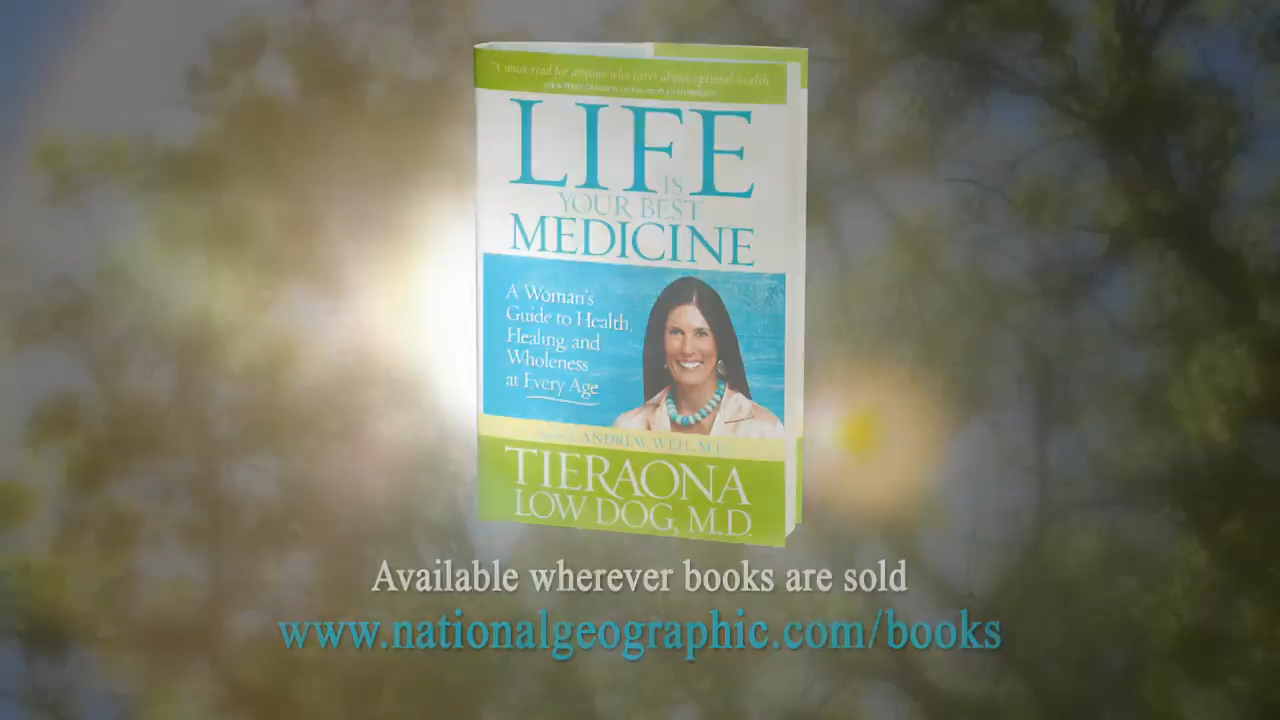 "A must-read for anyone who cares about optimal health
LIFE
IS
YOUR BEST
MEDICINE
A Woman's
Guide to Health,
Healing, and
Wholeness
at Every Age
ANDREW WEIL, M.D.
TIERAONA
LOW DOG, M.D.
Available wherever books are sold
www.nationalgeographic.com/books